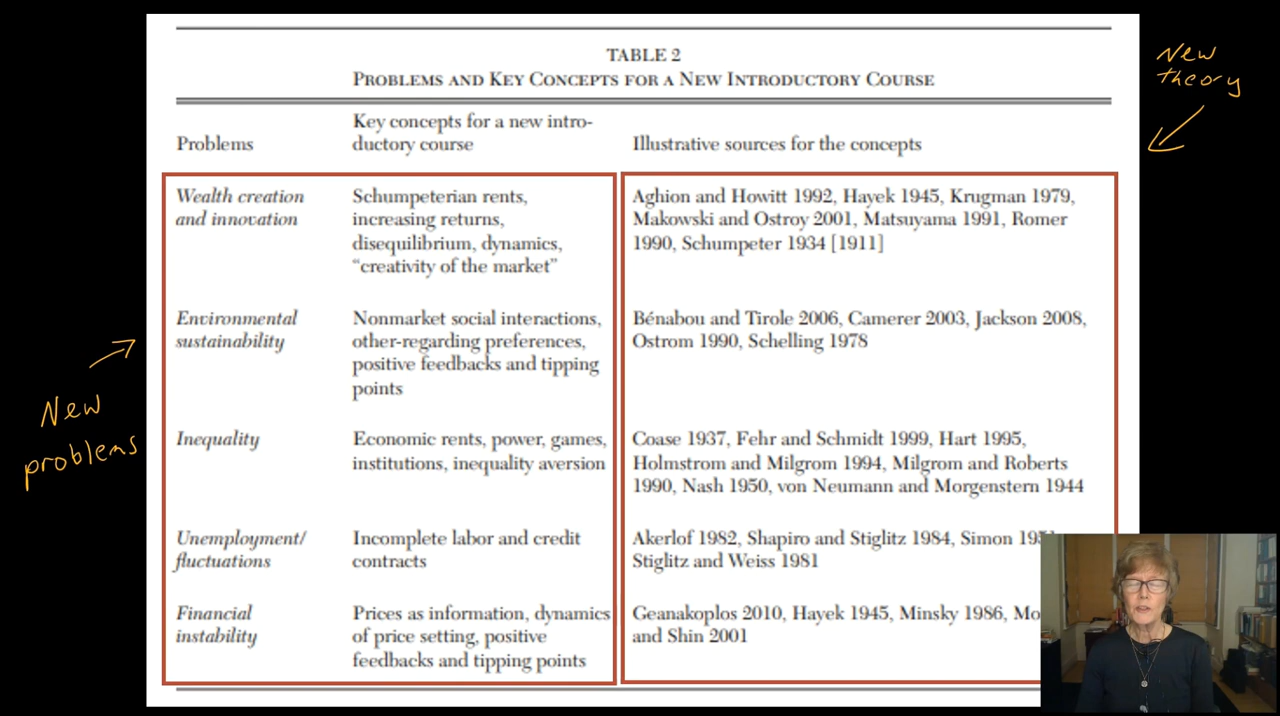 TABLE 2
PROBLEMS AND KEY CONCEPTS FOR A NEW INTRODUCTORY COURSE
Problems
Key concepts for a new intro-
ductory course
Illustrative sources for the concepts
Wealth creation
and innovation
Schumpeterian rents,
increasing returns,
disequilibrium, dynamics,
“creativity of the market”
Aghion and Howitt 1992, Hayek 1945, Krugman 1979,
Makowski and Ostroy 2001, Matsuyama 1991, Romer
1990, Schumpeter 1934 [1911]
Environmental
sustainability
Nonmarket social interactions,
other-regarding preferences,
positive feedbacks and tipping
points
Bénabou and Tirole 2006, Camerer 2003, Jackson 2008,
Ostrom 1990, Schelling 1978
Inequality
Economic rents, power, games,
institutions, inequality aversion
Coase 1937, Fehr and Schmidt 1999, Hart 1995,
Holmstrom and Milgrom 1994, Milgrom and Roberts
1990, Nash 1950, von Neumann and Morgenstern 1944
Unemployment/
fluctuations
Incomplete labor and credit
contracts
Akerlof 1982, Shapiro and Stiglitz 1984, Simon
Stiglitz and Weiss 1981
Financial
instability
Prices as information, dynamics
of price setting, positive
feedbacks and tipping points
Geanakoplos 2010, Hayek 1945, Minsky 1986,
and Shin 2001
New
problems
New
theory